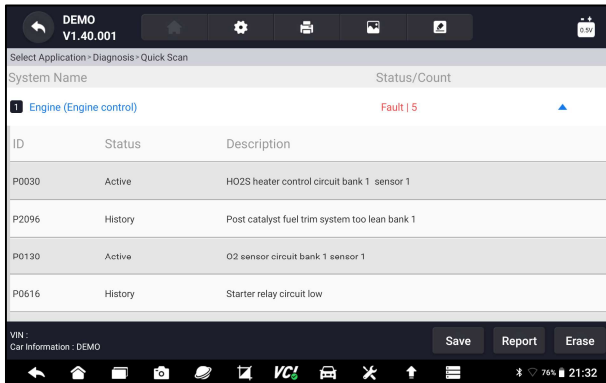 DEMO
V1.40.001
0.5V
Select Application > Diagnosis > Quick Scan
System Name Status/Count
1 Engine (Engine control) Fault | 5
ID Status Description
P0030 Active HO2S heater control circuit bank 1 sensor 1
P2096 History Post catalyst fuel trim system too lean bank 1
P0130 Active O2 sensor circuit bank 1 sensor 1
P0616 History Starter relay circuit low
VIN :
Car Information : DEMO
Save Report Erase
VC! 76% 21:32